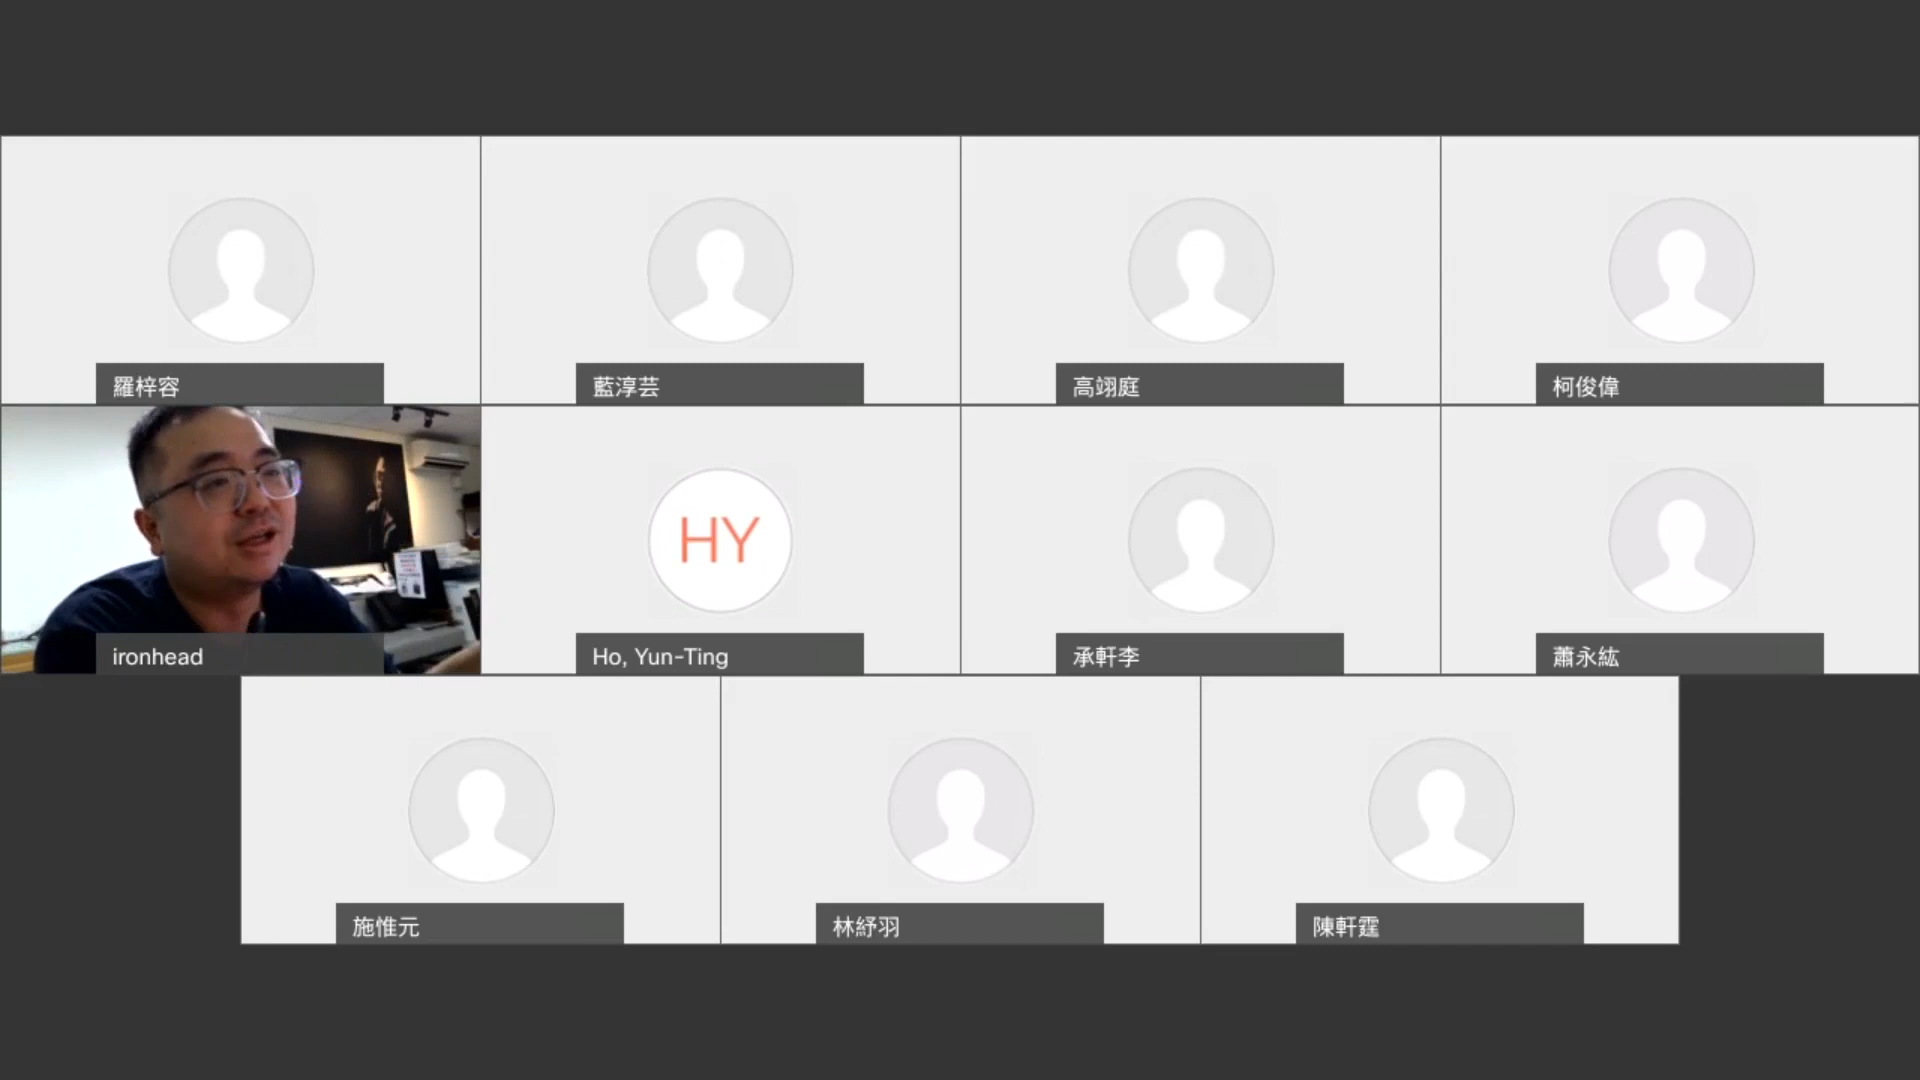 羅梓容
藍淳芸
高翊庭
柯俊偉
ironhead
HY
Ho, Yun-Ting
承軒李
蕭永紘
施惟元
林紓羽
陳軒霆